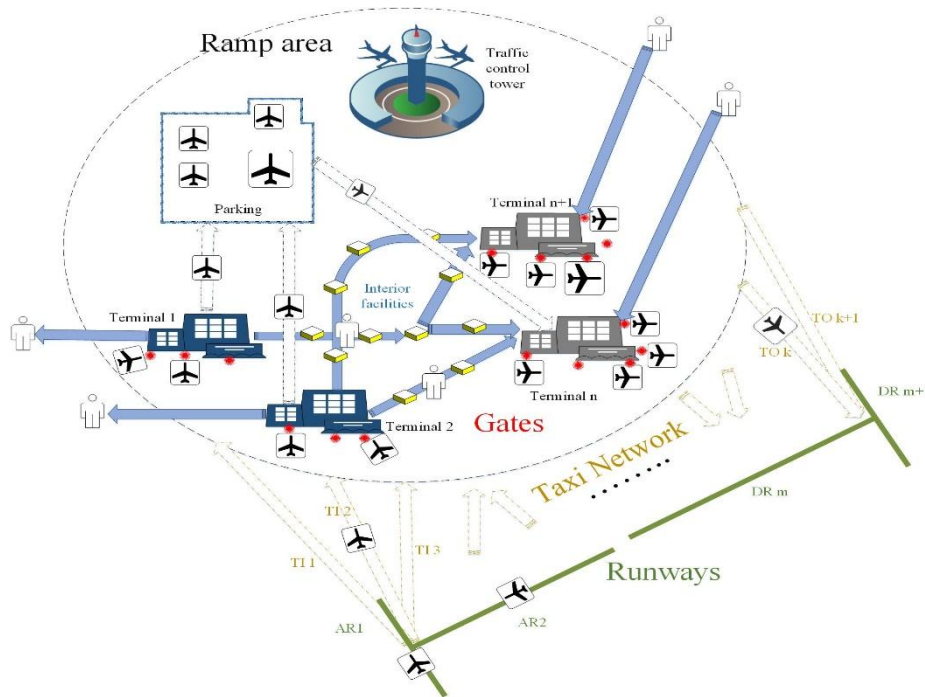 Ramp area
Traffic
control
tower
Parking
Terminal n+1
Interior
facilities
Terminal 1
Terminal n
Terminal 2
Gates
TO k+1
TO k
DR m+
Taxi Network
........
DR m
TI 2
TI 1
TI 3
Runways
AR1
AR2